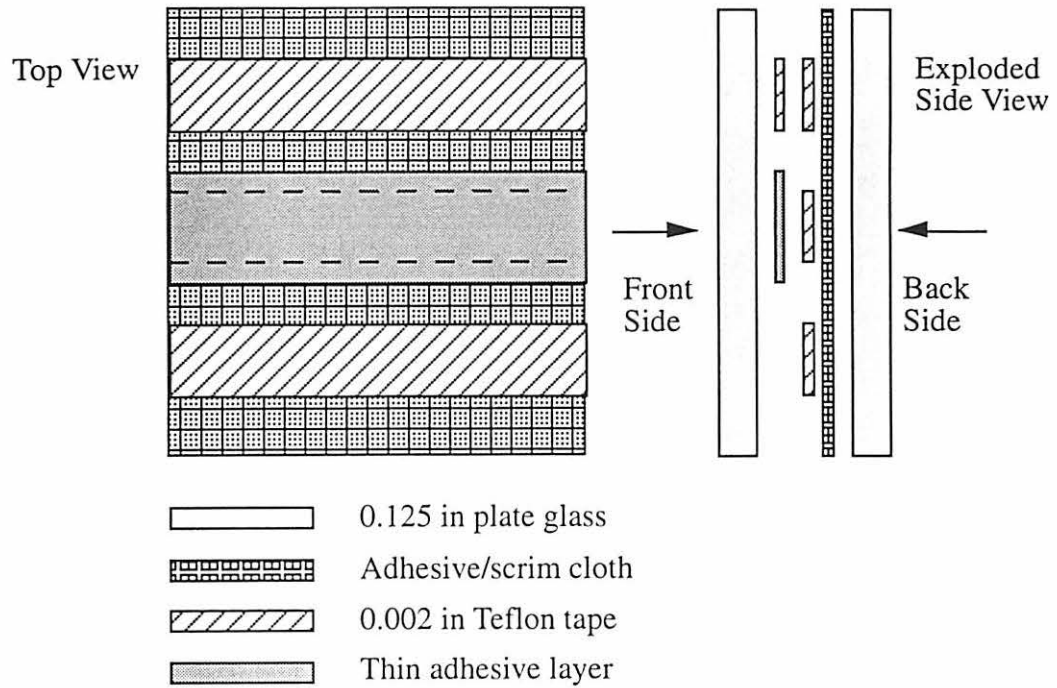 Top View
Exploded
Side View
Front
Side
Back
Side
0.125 in plate glass
Adhesive/scrim cloth
0.002 in Teflon tape
Thin adhesive layer